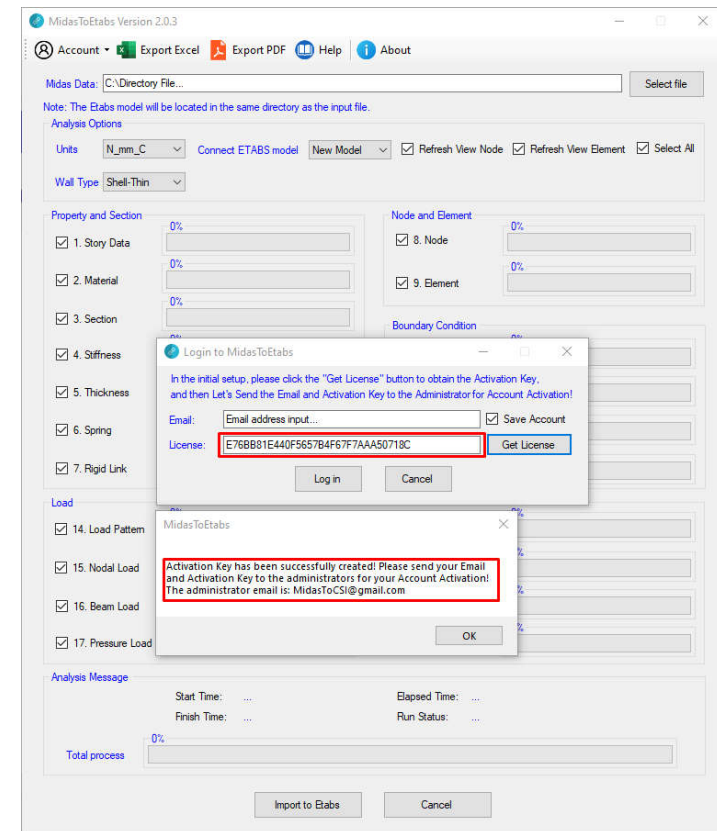 MidasToEtabs Version 2.0.3
Account Export Excel Export PDF Help About
Midas Data: C:\Directory File... Select file
Note: The Etabs model will be located in the same directory as the input file.
Analysis Options
Units N_mm_C Connect ETABS model New Model Refresh View Node Refresh View Element Select All
Wall Type Shell-Thin
Property and Section
0%
1. Story Data
0%
2. Material
0%
3. Section
4. Stiffness
5. Thickness
6. Spring
7. Rigid Link
Node and Element
0%
8. Node
0%
9. Element
Boundary Condition
Login to MidasToEtabs
In the initial setup, please click the "Get License" button to obtain the Activation Key,
and then Let's Send the Email and Activation Key to the Administrator for Account Activation!
Email: Email address input... Save Account
License: E76BB81E440F5657B4F67F7AAA50718C Get License
Log in Cancel
Load
14. Load Pattern
15. Nodal Load
16. Beam Load
17. Pressure Load
MidasToEtabs
Activation Key has been successfully created! Please send your Email
and Activation Key to the administrators for your Account Activation!
The administrator email is: MidasToCSI@gmail.com
OK
Analysis Message
Start Time: ... Elapsed Time: ...
Finish Time: ... Run Status: ...
0%
Total process
Import to Etabs Cancel